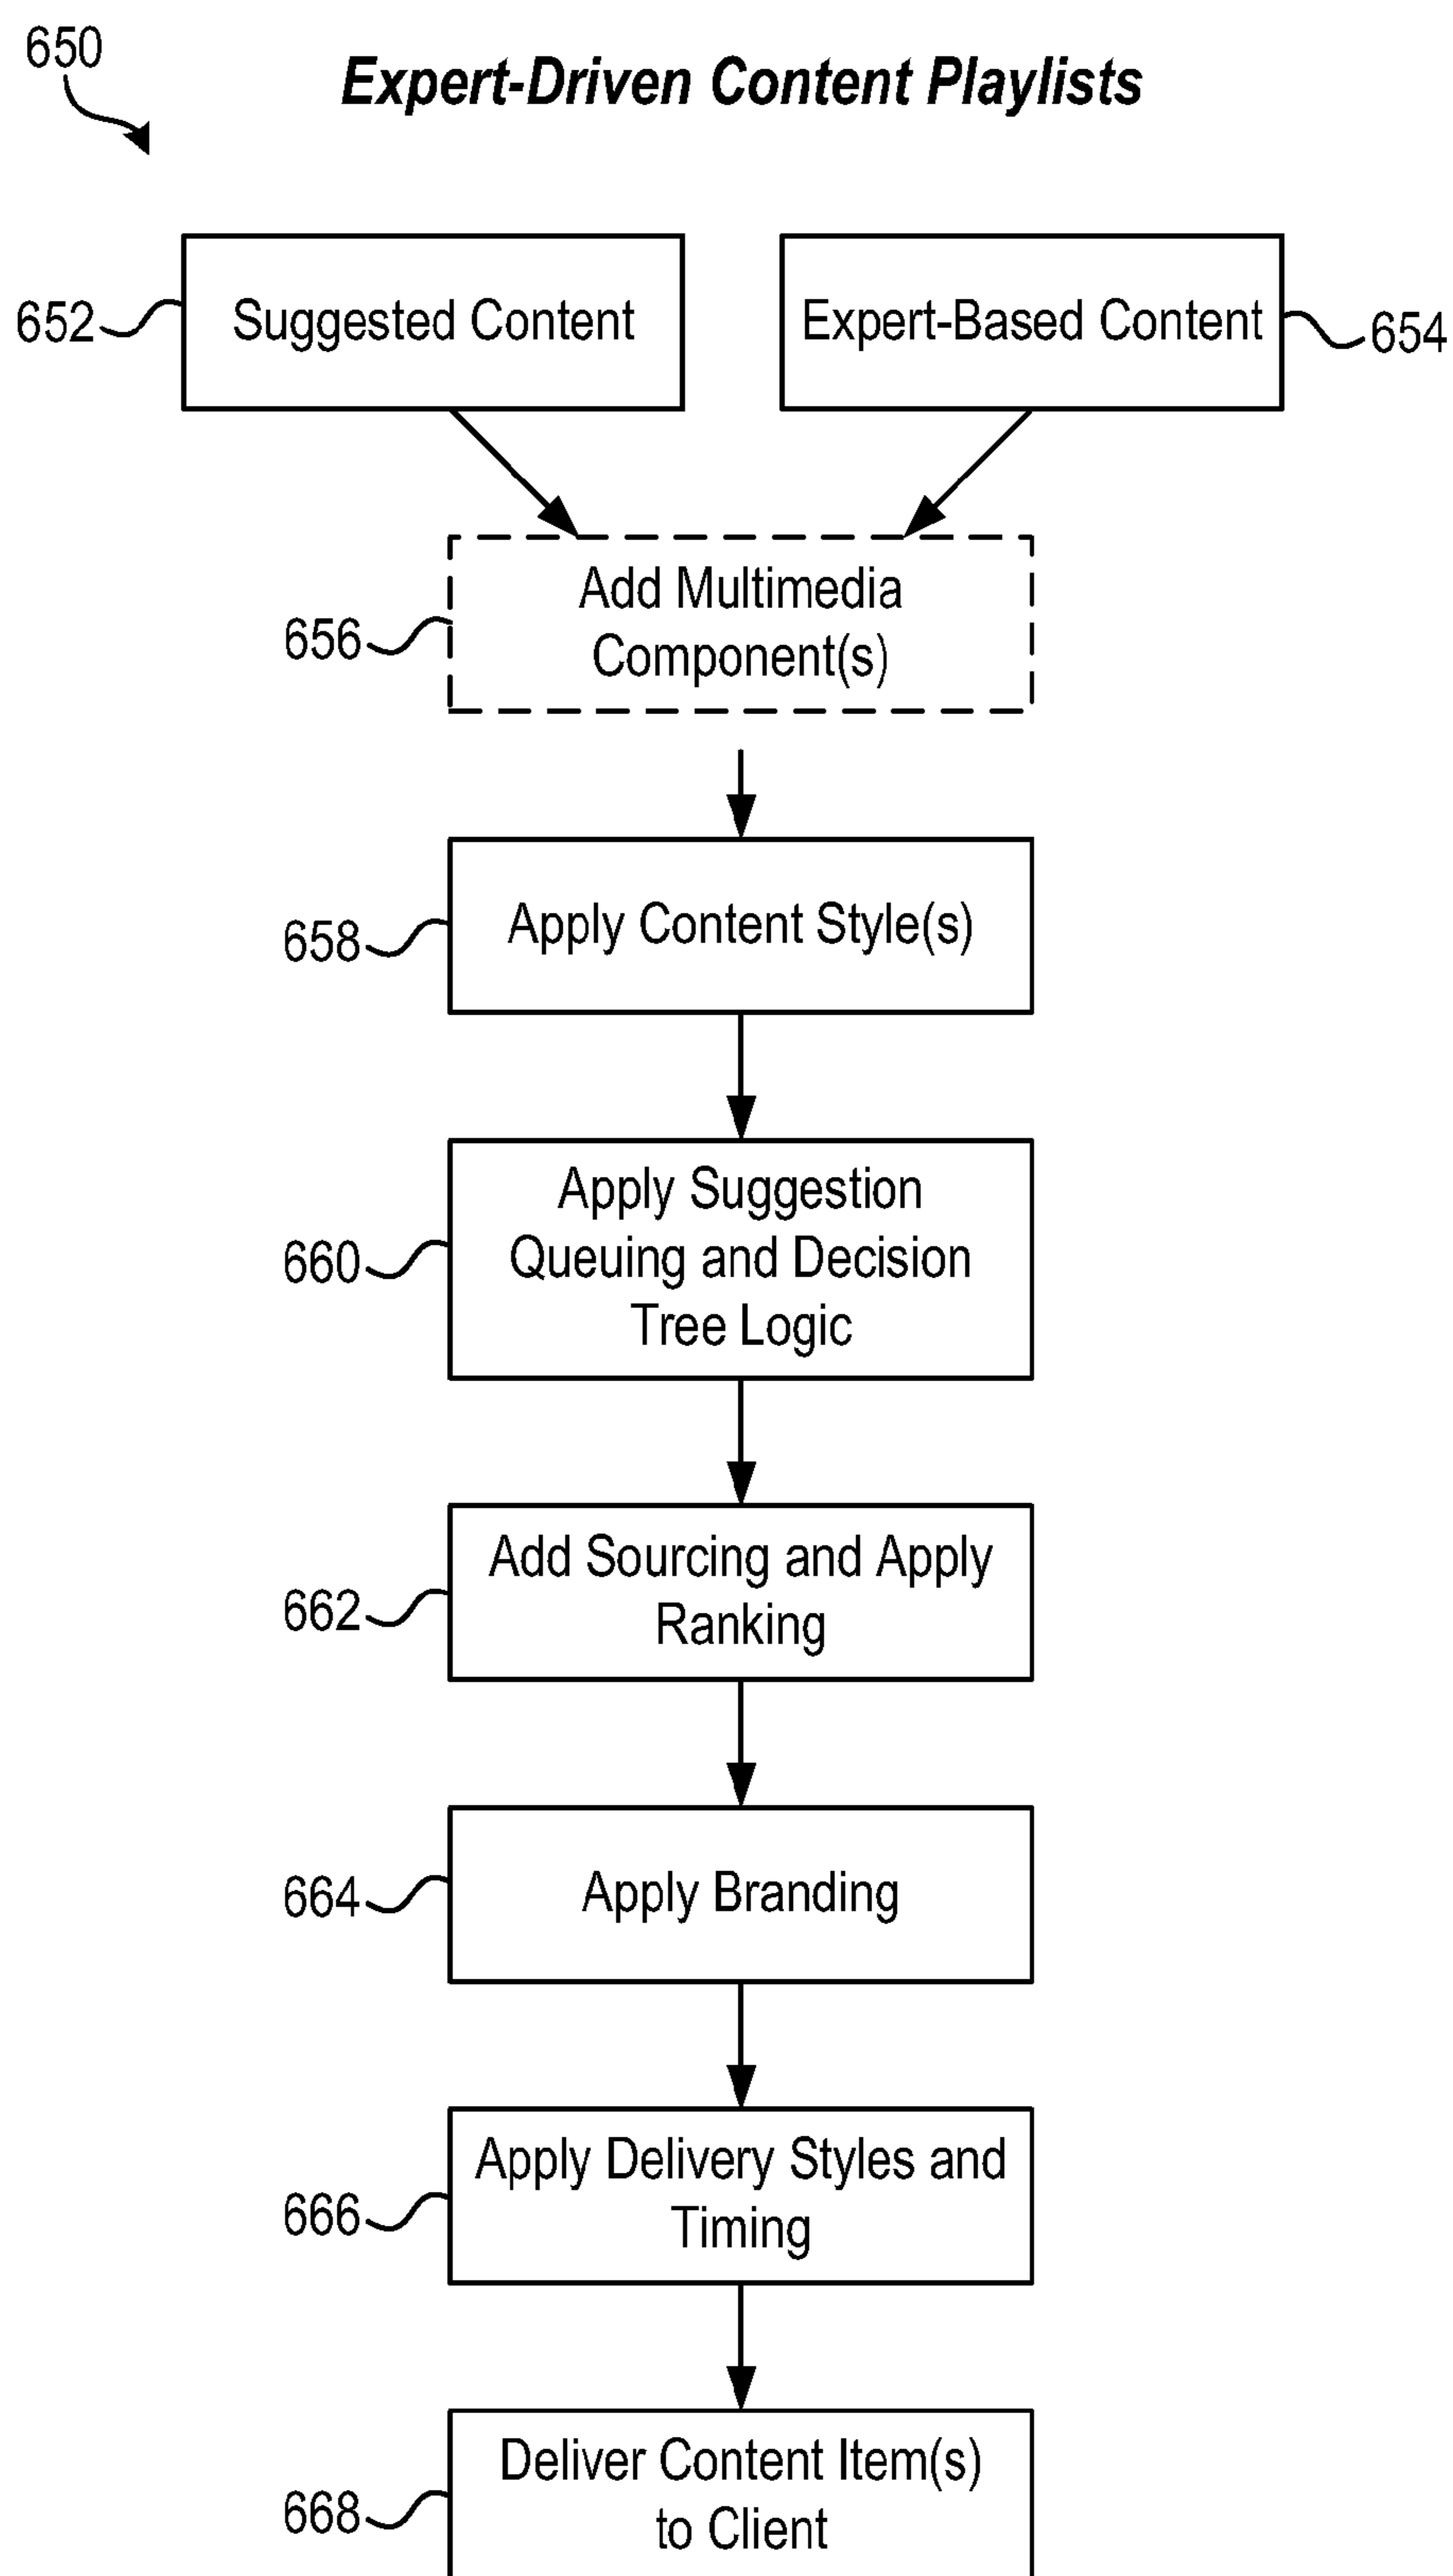 650
Expert-Driven Content Playlists
652
Suggested Content
Expert-Based Content
654
656
Add Multimedia
Component(s)
658
Apply Content Style(s)
660
Apply Suggestion
Queuing and Decision
Tree Logic
662
Add Sourcing and Apply
Ranking
664
Apply Branding
666
Apply Delivery Styles and
Timing
668
Deliver Content Item(s)
to Client